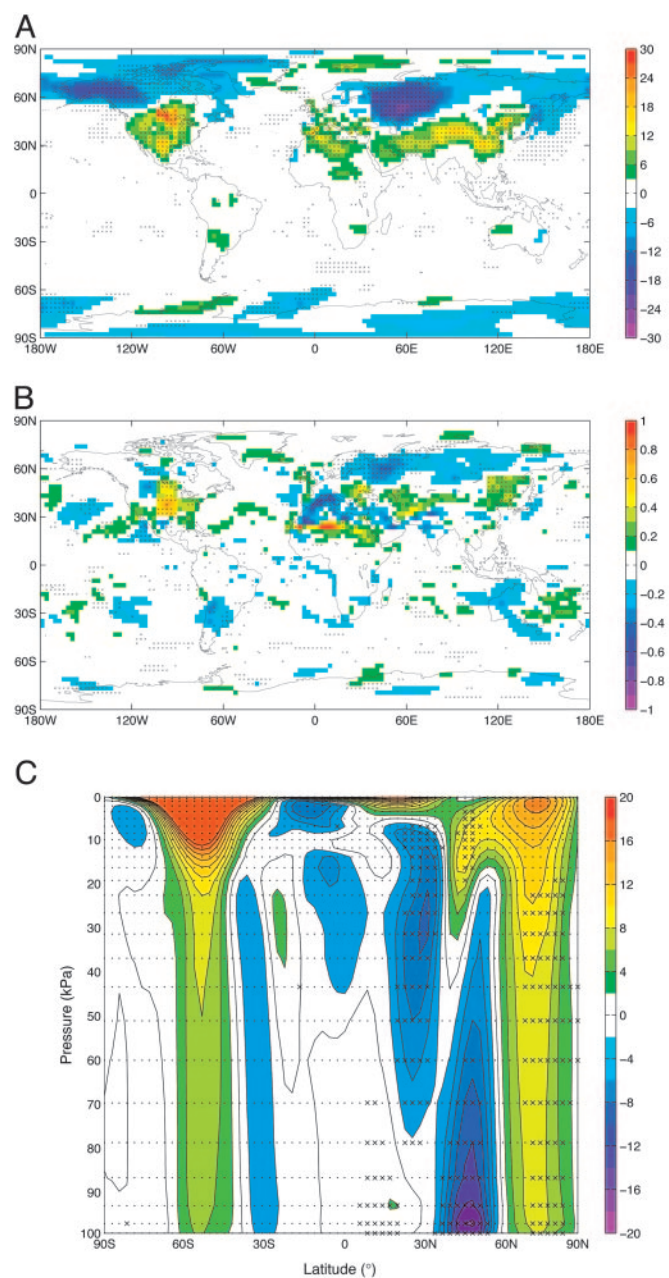 A
90N
60N
30N
0
30S
60S
90S
180W 120W 60W 0 60E 120E 180E
30
24
18
12
6
0
−6
−12
−18
−24
−30
B
90N
60N
30N
0
30S
60S
90S
180W 120W 60W 0 60E 120E 180E
1
0.8
0.6
0.4
0.2
0
−0.2
−0.4
−0.6
−0.8
−1
C
Pressure (kPa)
0
10
20
30
40
50
60
70
80
90
100
90S 60S 30S 0 30N 60N 90N
Latitude (°)
20
16
12
8
4
0
−4
−8
−12
−16
−20